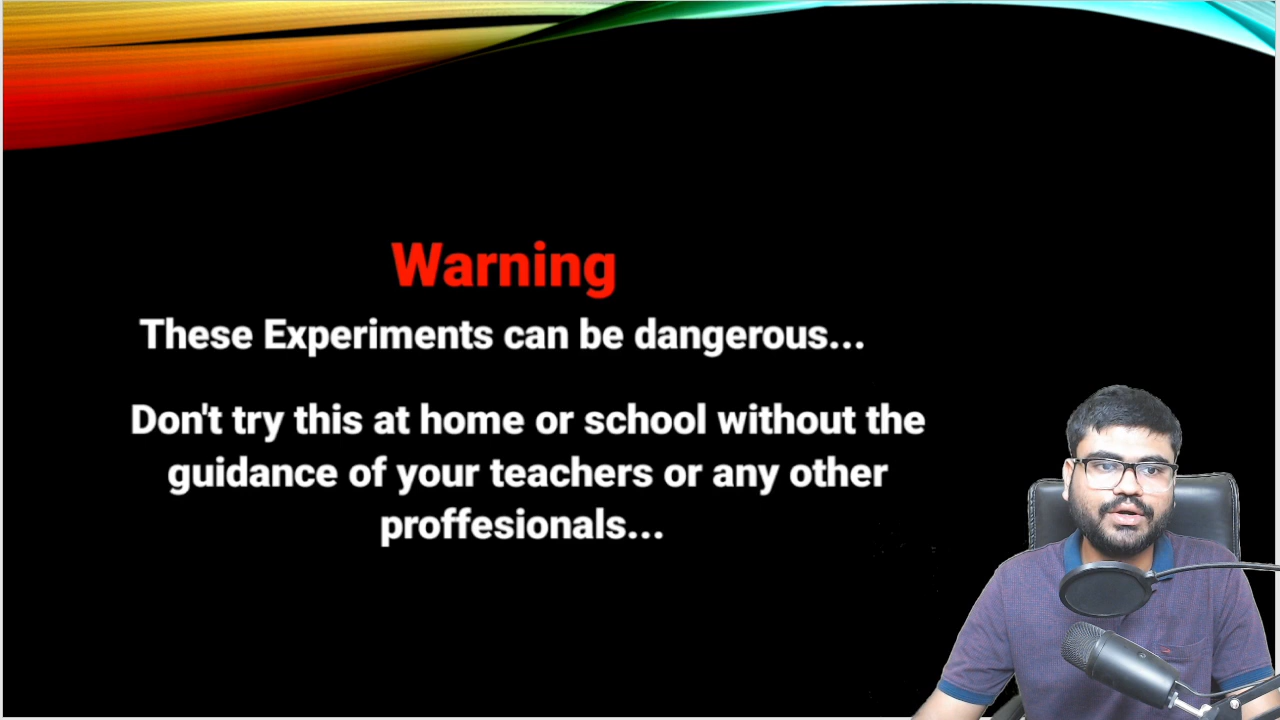 Warning
These Experiments can be dangerous...
Don't try this at home or school without the
guidance of your teachers or any other
proffesionals...